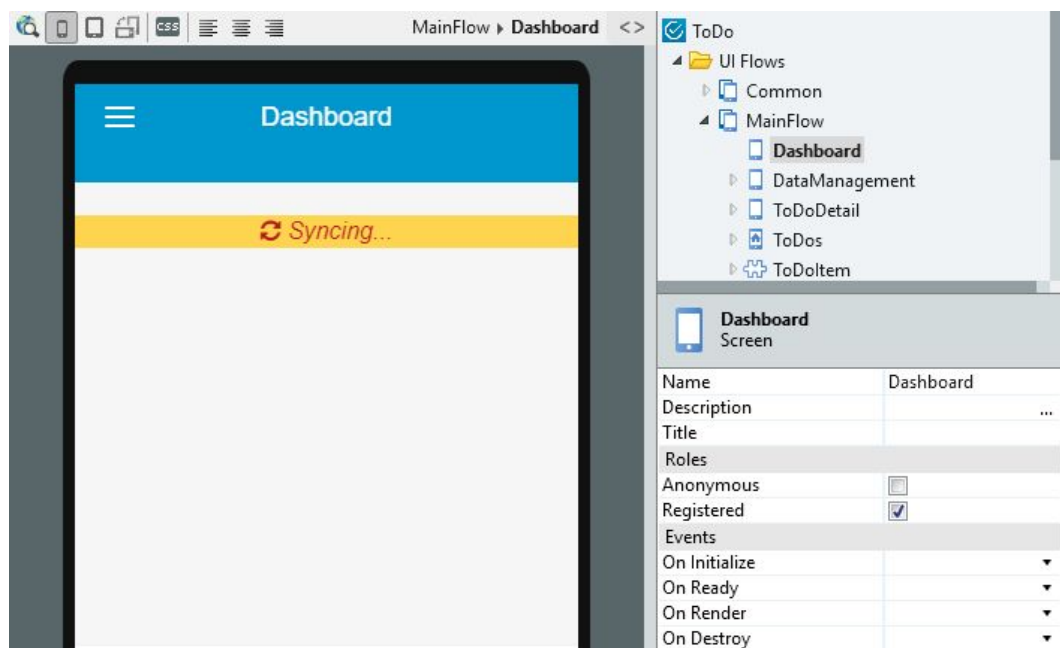 CSS
MainFlow Dashboard <>
Dashboard
Syncing...
ToDo
UI Flows
Common
MainFlow
Dashboard
DataManagement
ToDoDetail
ToDos
ToDoItem
Dashboard
Screen
Name Dashboard
Description ...
Title
Roles
Anonymous
Registered
Events
On Initialize
On Ready
On Render
On Destroy